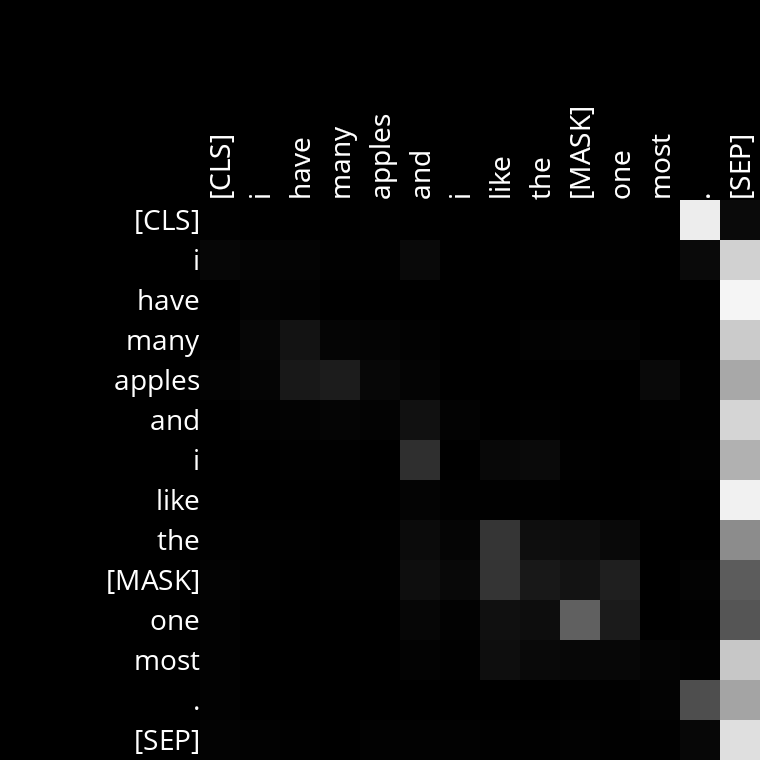 [CLS] i have many apples and i like the [MASK] one most . [SEP]
[CLS]
i
have
many
apples
and
i
like
the
[MASK]
one
most
.
[SEP]